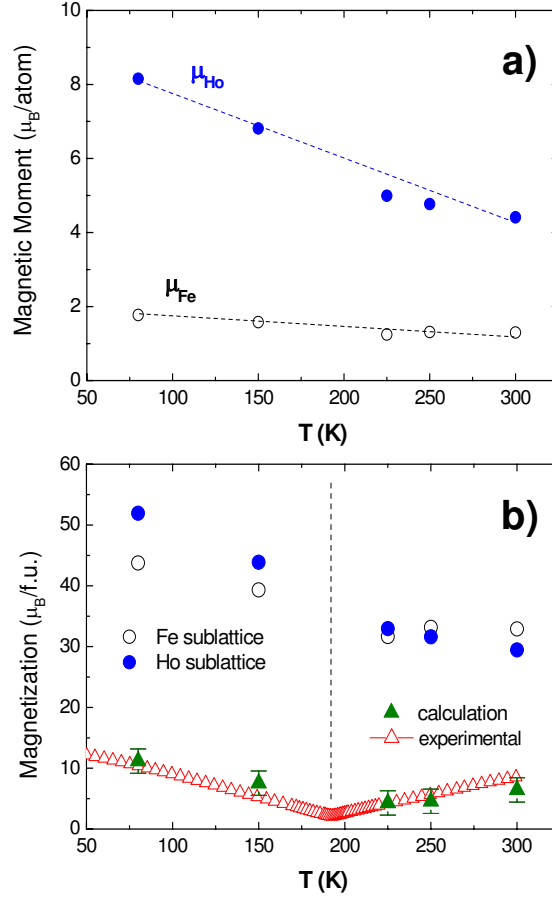 a)
10
8
6
4
2
0
Magnetic Moment (μB/atom)
μHo
μFe
50 100 150 200 250 300
T (K)
b)
60
50
40
30
20
10
0
Magnetization (μB/f.u.)
Fe sublattice
Ho sublattice
calculation
experimental
50 100 150 200 250 300
T (K)